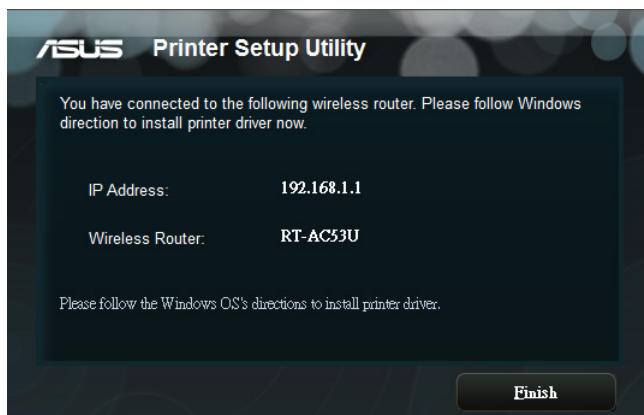 ASUS Printer Setup Utility
You have connected to the following wireless router. Please follow Windows
direction to install printer driver now.
IP Address: 192.168.1.1
Wireless Router: RT-AC53U
Please follow the Windows OS's directions to install printer driver.
Finish